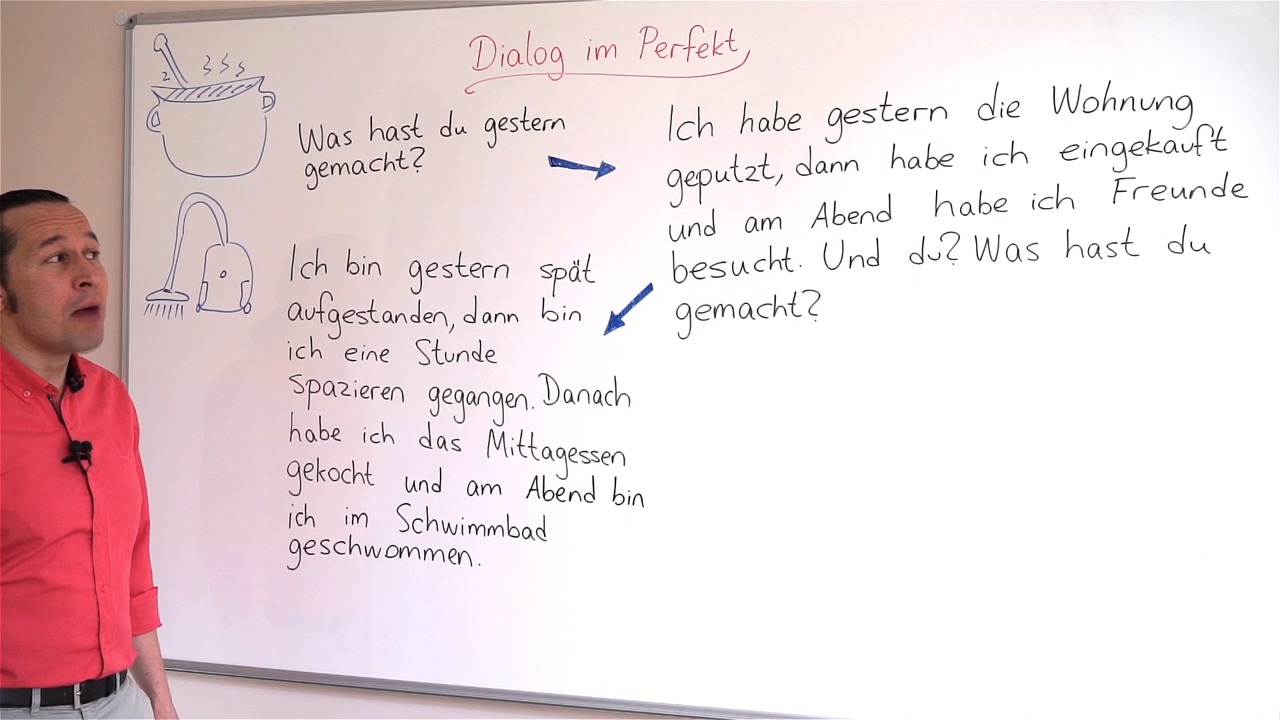 Dialog im Perfekt
Was hast du gestern
gemacht?
Ich habe gestern die Wohnung
geputzt, dann habe ich eingekauft
und am Abend habe ich Freunde
besucht. Und du? Was hast du
gemacht?
Ich bin gestern spät
aufgestanden, dann bin
ich eine Stunde
spazieren gegangen. Danach
habe ich das Mittagessen
gekocht und am Abend bin
ich im Schwimmbad
geschwommen.